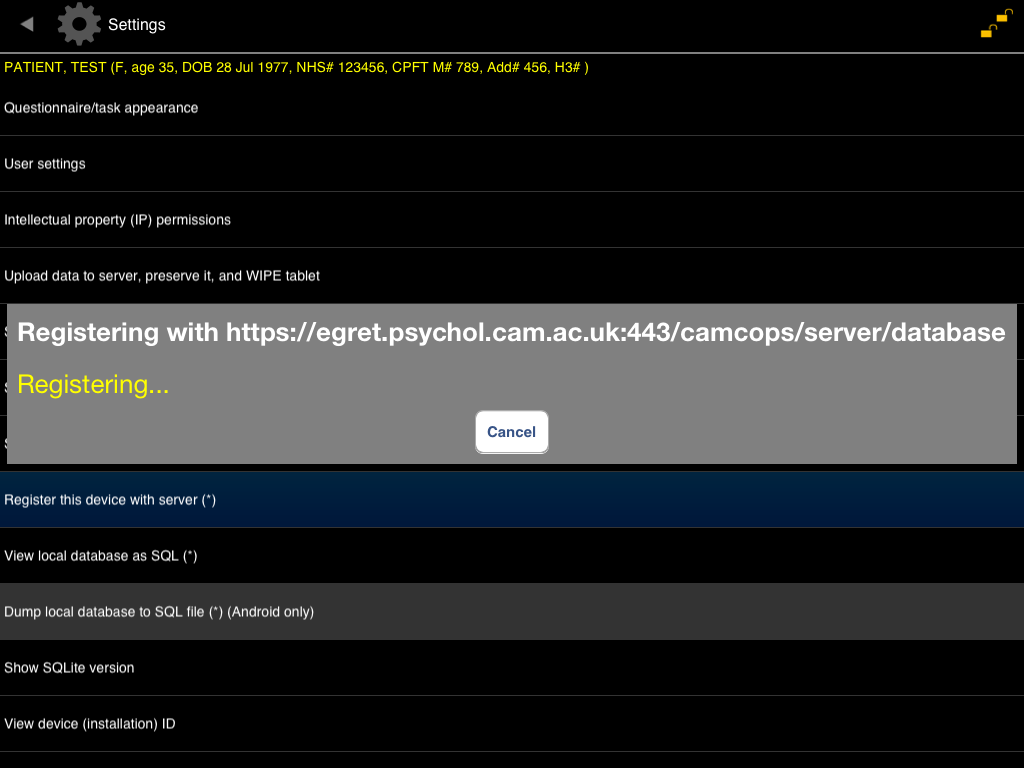 Settings
PATIENT, TEST (F, age 35, DOB 28 Jul 1977, NHS# 123456, CPFT M# 789, Add# 456, H3# )
Questionnaire/task appearance
User settings
Intellectual property (IP) permissions
Upload data to server, preserve it, and WIPE tablet
Registering with https://egret.psychol.cam.ac.uk:443/camcops/server/database
Registering...
Cancel
Register this device with server (*)
View local database as SQL (*)
Dump local database to SQL file (*) (Android only)
Show SQLite version
View device (installation) ID